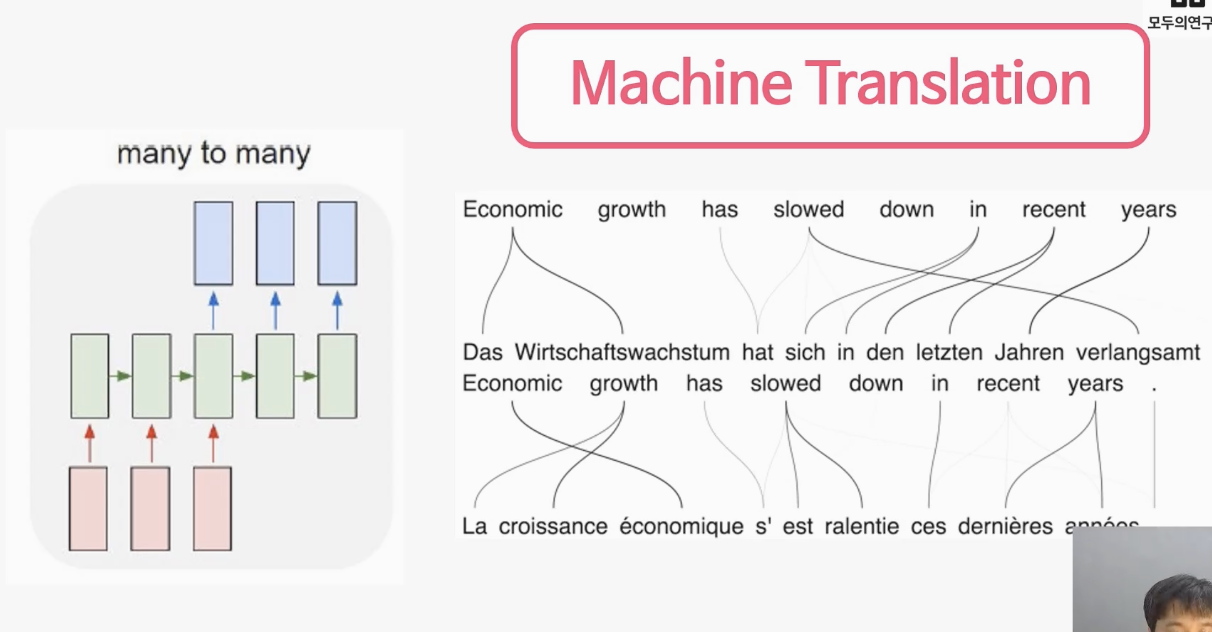 모두의연구
Machine Translation
many to many
Economic growth has slowed down in recent years
Das Wirtschaftswachstum hat sich in den letzten Jahren verlangsamt
Economic growth has slowed down in recent years .
La croissance économique s' est ralentie ces dernières années